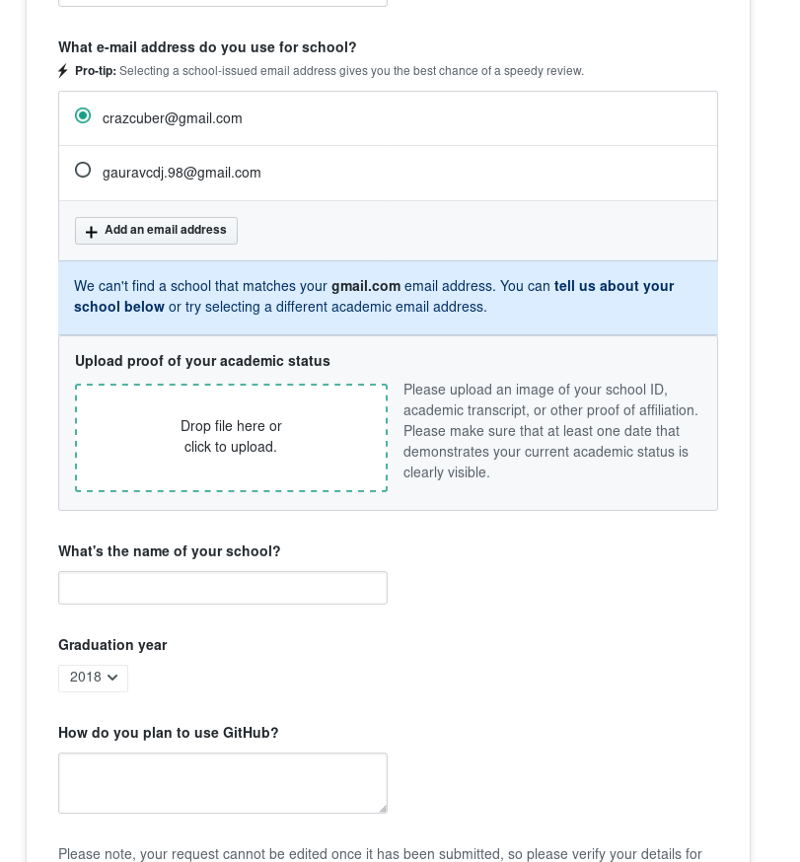 What e-mail address do you use for school?
Pro-tip: Selecting a school-issued email address gives you the best chance of a speedy review.
crazcuber@gmail.com
gauravcdj.98@gmail.com
Add an email address
We can't find a school that matches your gmail.com email address. You can tell us about your
school below or try selecting a different academic email address.
Upload proof of your academic status
Drop file here or
click to upload.
Please upload an image of your school ID,
academic transcript, or other proof of affiliation.
Please make sure that at least one date that
demonstrates your current academic status is
clearly visible.
What's the name of your school?
Graduation year
2018
How do you plan to use GitHub?
Please note, your request cannot be edited once it has been submitted, so please verify your details for